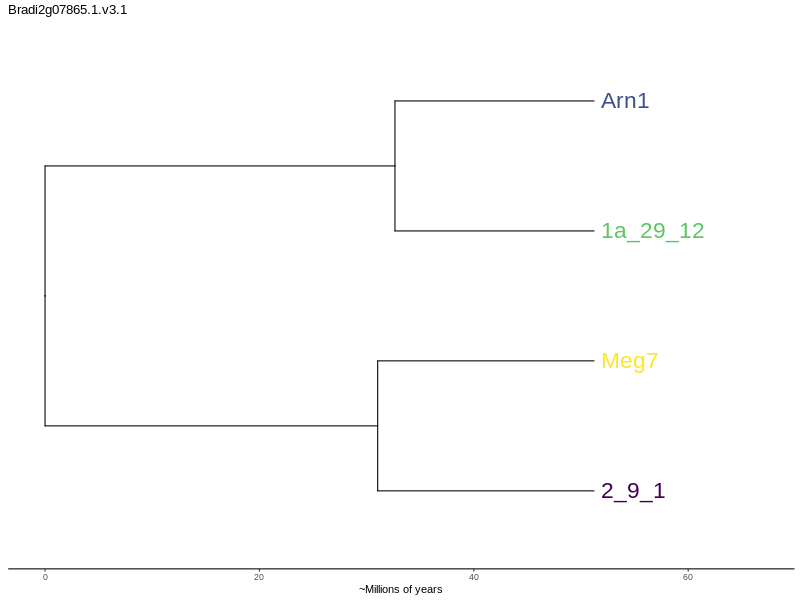 Bradi2g07865.1.v3.1
Arn1
1a_29_12
Meg7
2_9_1
0 20 40 60
~Millions of years